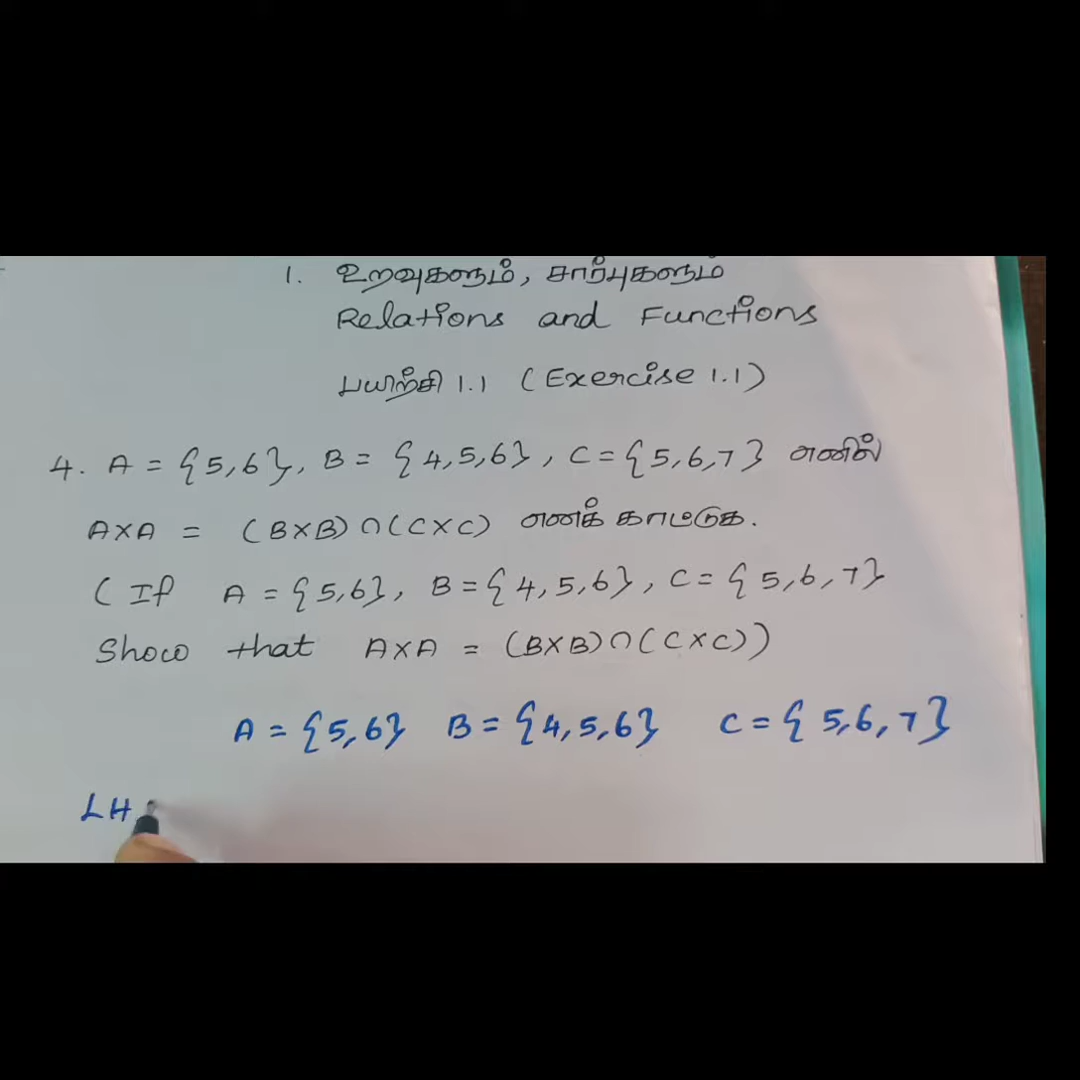 1. உறவுகளும், சார்புகளும்
Relations and Functions
பயிற்சி 1.1 (Exercise 1.1)
4. A = {5,6}, B = {4,5,6}, C = {5,6,7} எனில்
A×A = (B×B)∩(C×C) எனக் காட்டுக.
(If A = {5,6}, B = {4,5,6}, C = {5,6,7}
Show that A×A = (B×B)∩(C×C))
A = {5,6} B = {4,5,6} C = {5,6,7}
LH